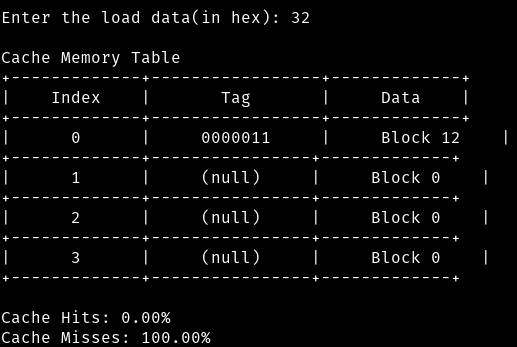 Enter the load data(in hex): 32
Cache Memory Table
+-------------+-----------------+-------------+
|    Index    |       Tag       |     Data    |
+-------------+-----------------+-------------+
|      0      |     0000011     |     Block 12    |
+-------------+----------------+-------------+
|      1      |     (null)     |     Block 0    |
+-------------+----------------+-------------+
|      2      |     (null)     |     Block 0    |
+-------------+----------------+-------------+
|      3      |     (null)     |     Block 0    |
+-------------+----------------+-------------+
Cache Hits: 0.00%
Cache Misses: 100.00%